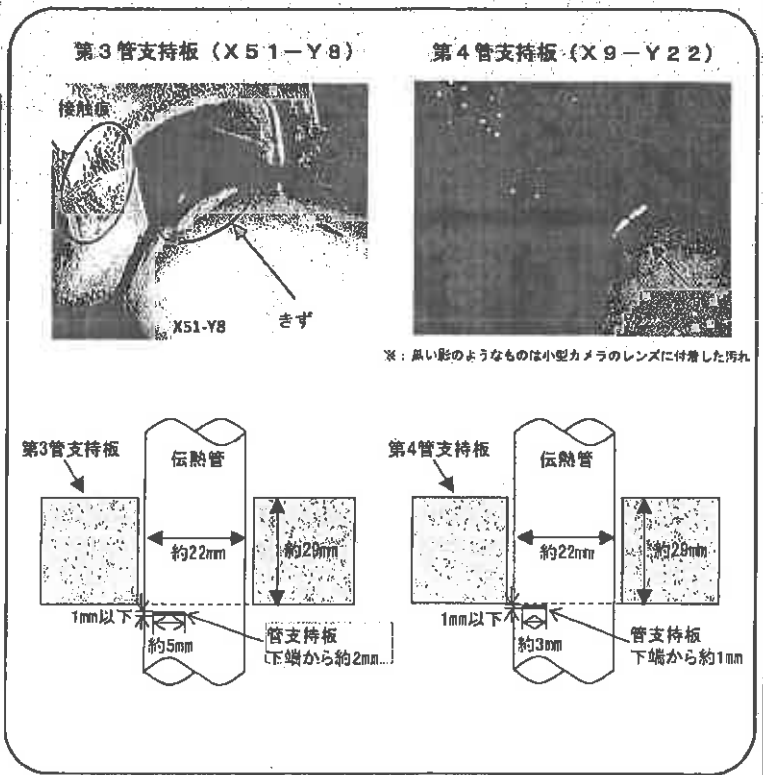 第3管支持板（X51－Y8）
第4管支持板（X9－Y22）
接触痕
X51-Y8
きず
※：黒い影のようなものは小型カメラのレンズに付着した汚れ
第3管支持板
伝熱管
約22mm
約29mm
1mm以下
約5mm
管支持板
下端から約2mm
第4管支持板
伝熱管
約22mm
約29mm
1mm以下
約3mm
管支持板
下端から約1mm